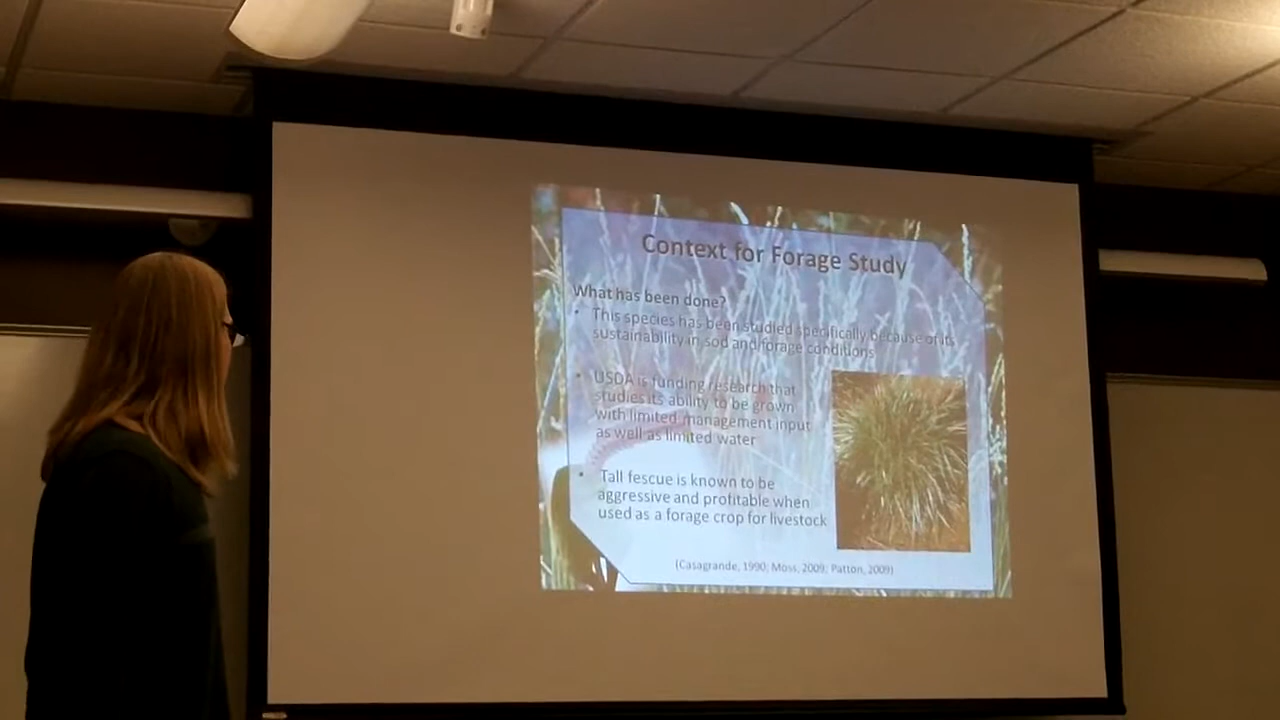 Context for Forage Study
What has been done?
• This species has been studied specifically because of its
sustainability in sod and forage conditions
• USDA is funding research that
studies its ability to be grown
with limited management input
as well as limited water
• Tall fescue is known to be
aggressive and profitable when
used as a forage crop for livestock
(Casagrande, 1990; Moss, 2009; Patton, 2009)